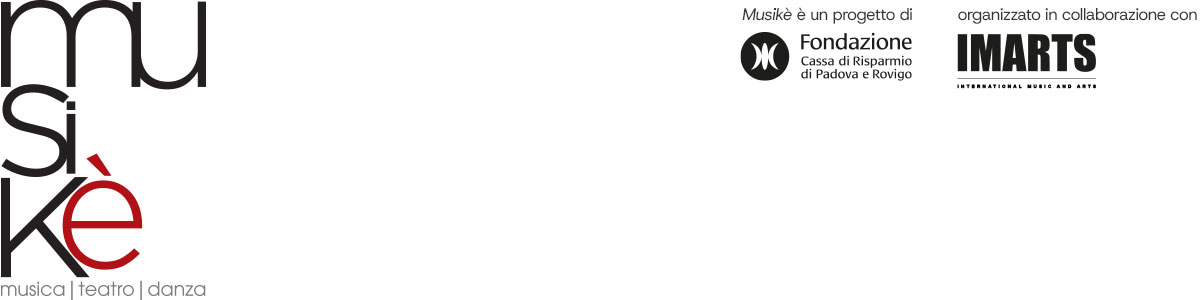 mu
si
kè
musica | teatro | danza
Musikè è un progetto di
Fondazione
Cassa di Risparmio
di Padova e Rovigo
organizzato in collaborazione con
IMARTS
INTERNATIONAL MUSIC AND ARTS